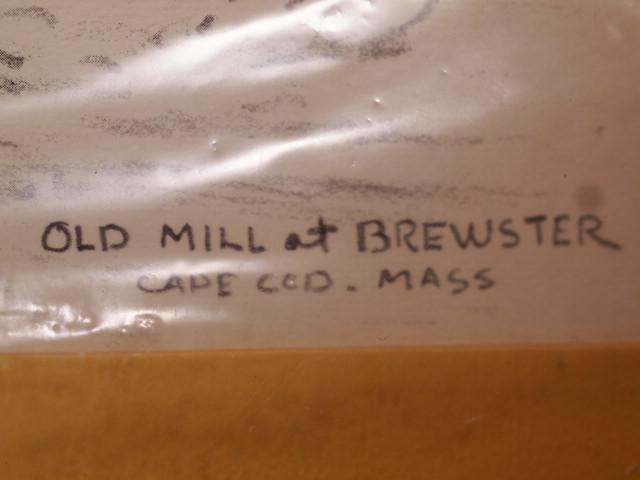 OLD MILL at BREWSTER
CAPE COD. MASS